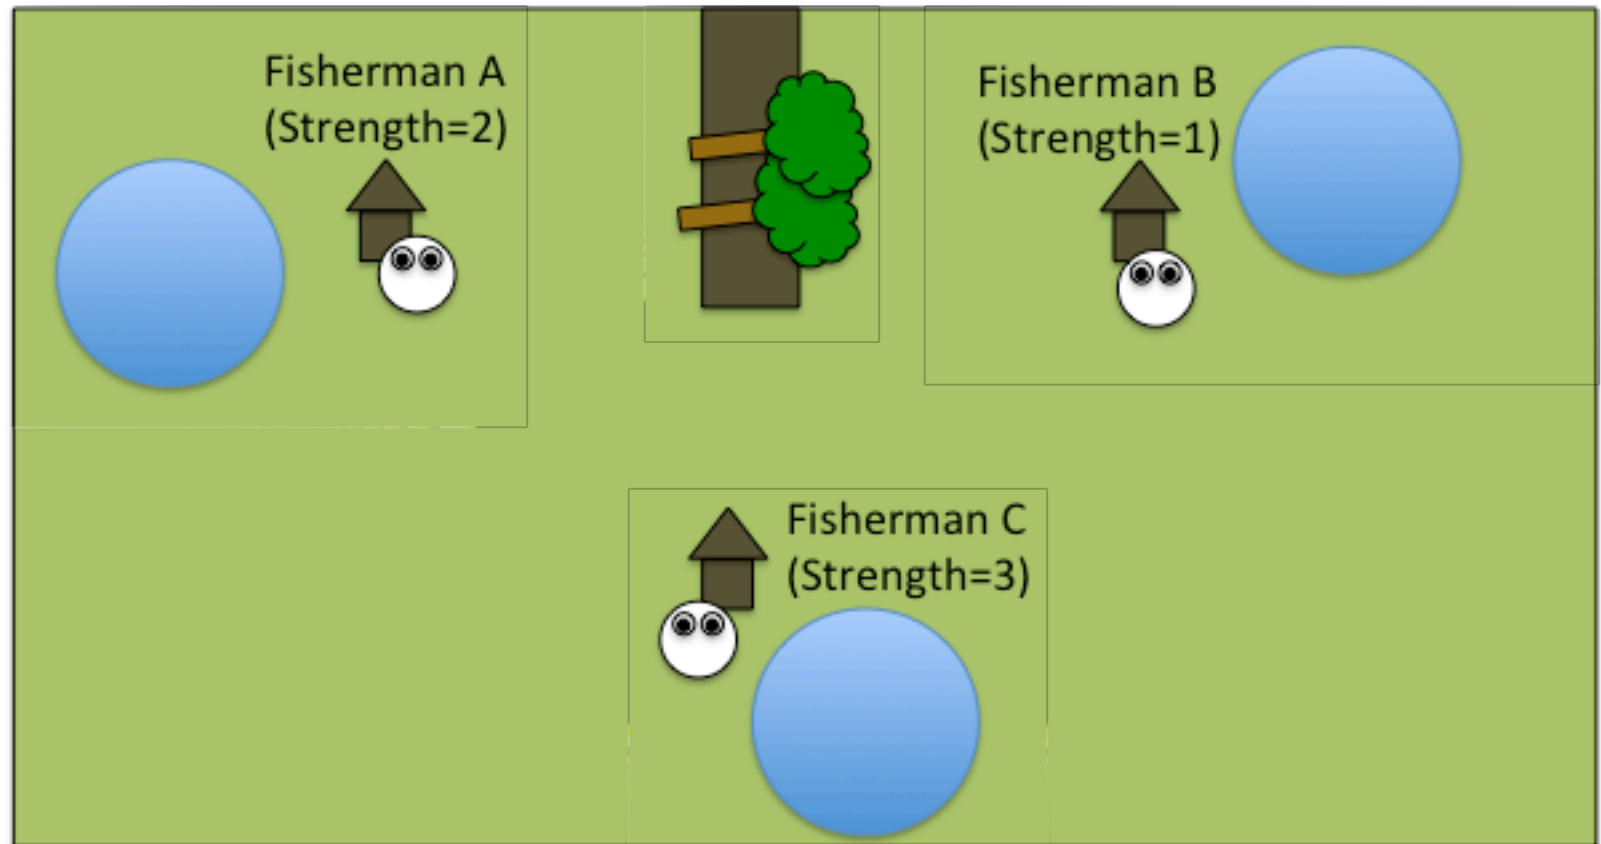 Fisherman A
(Strength=2)
Fisherman B
(Strength=1)
Fisherman C
(Strength=3)